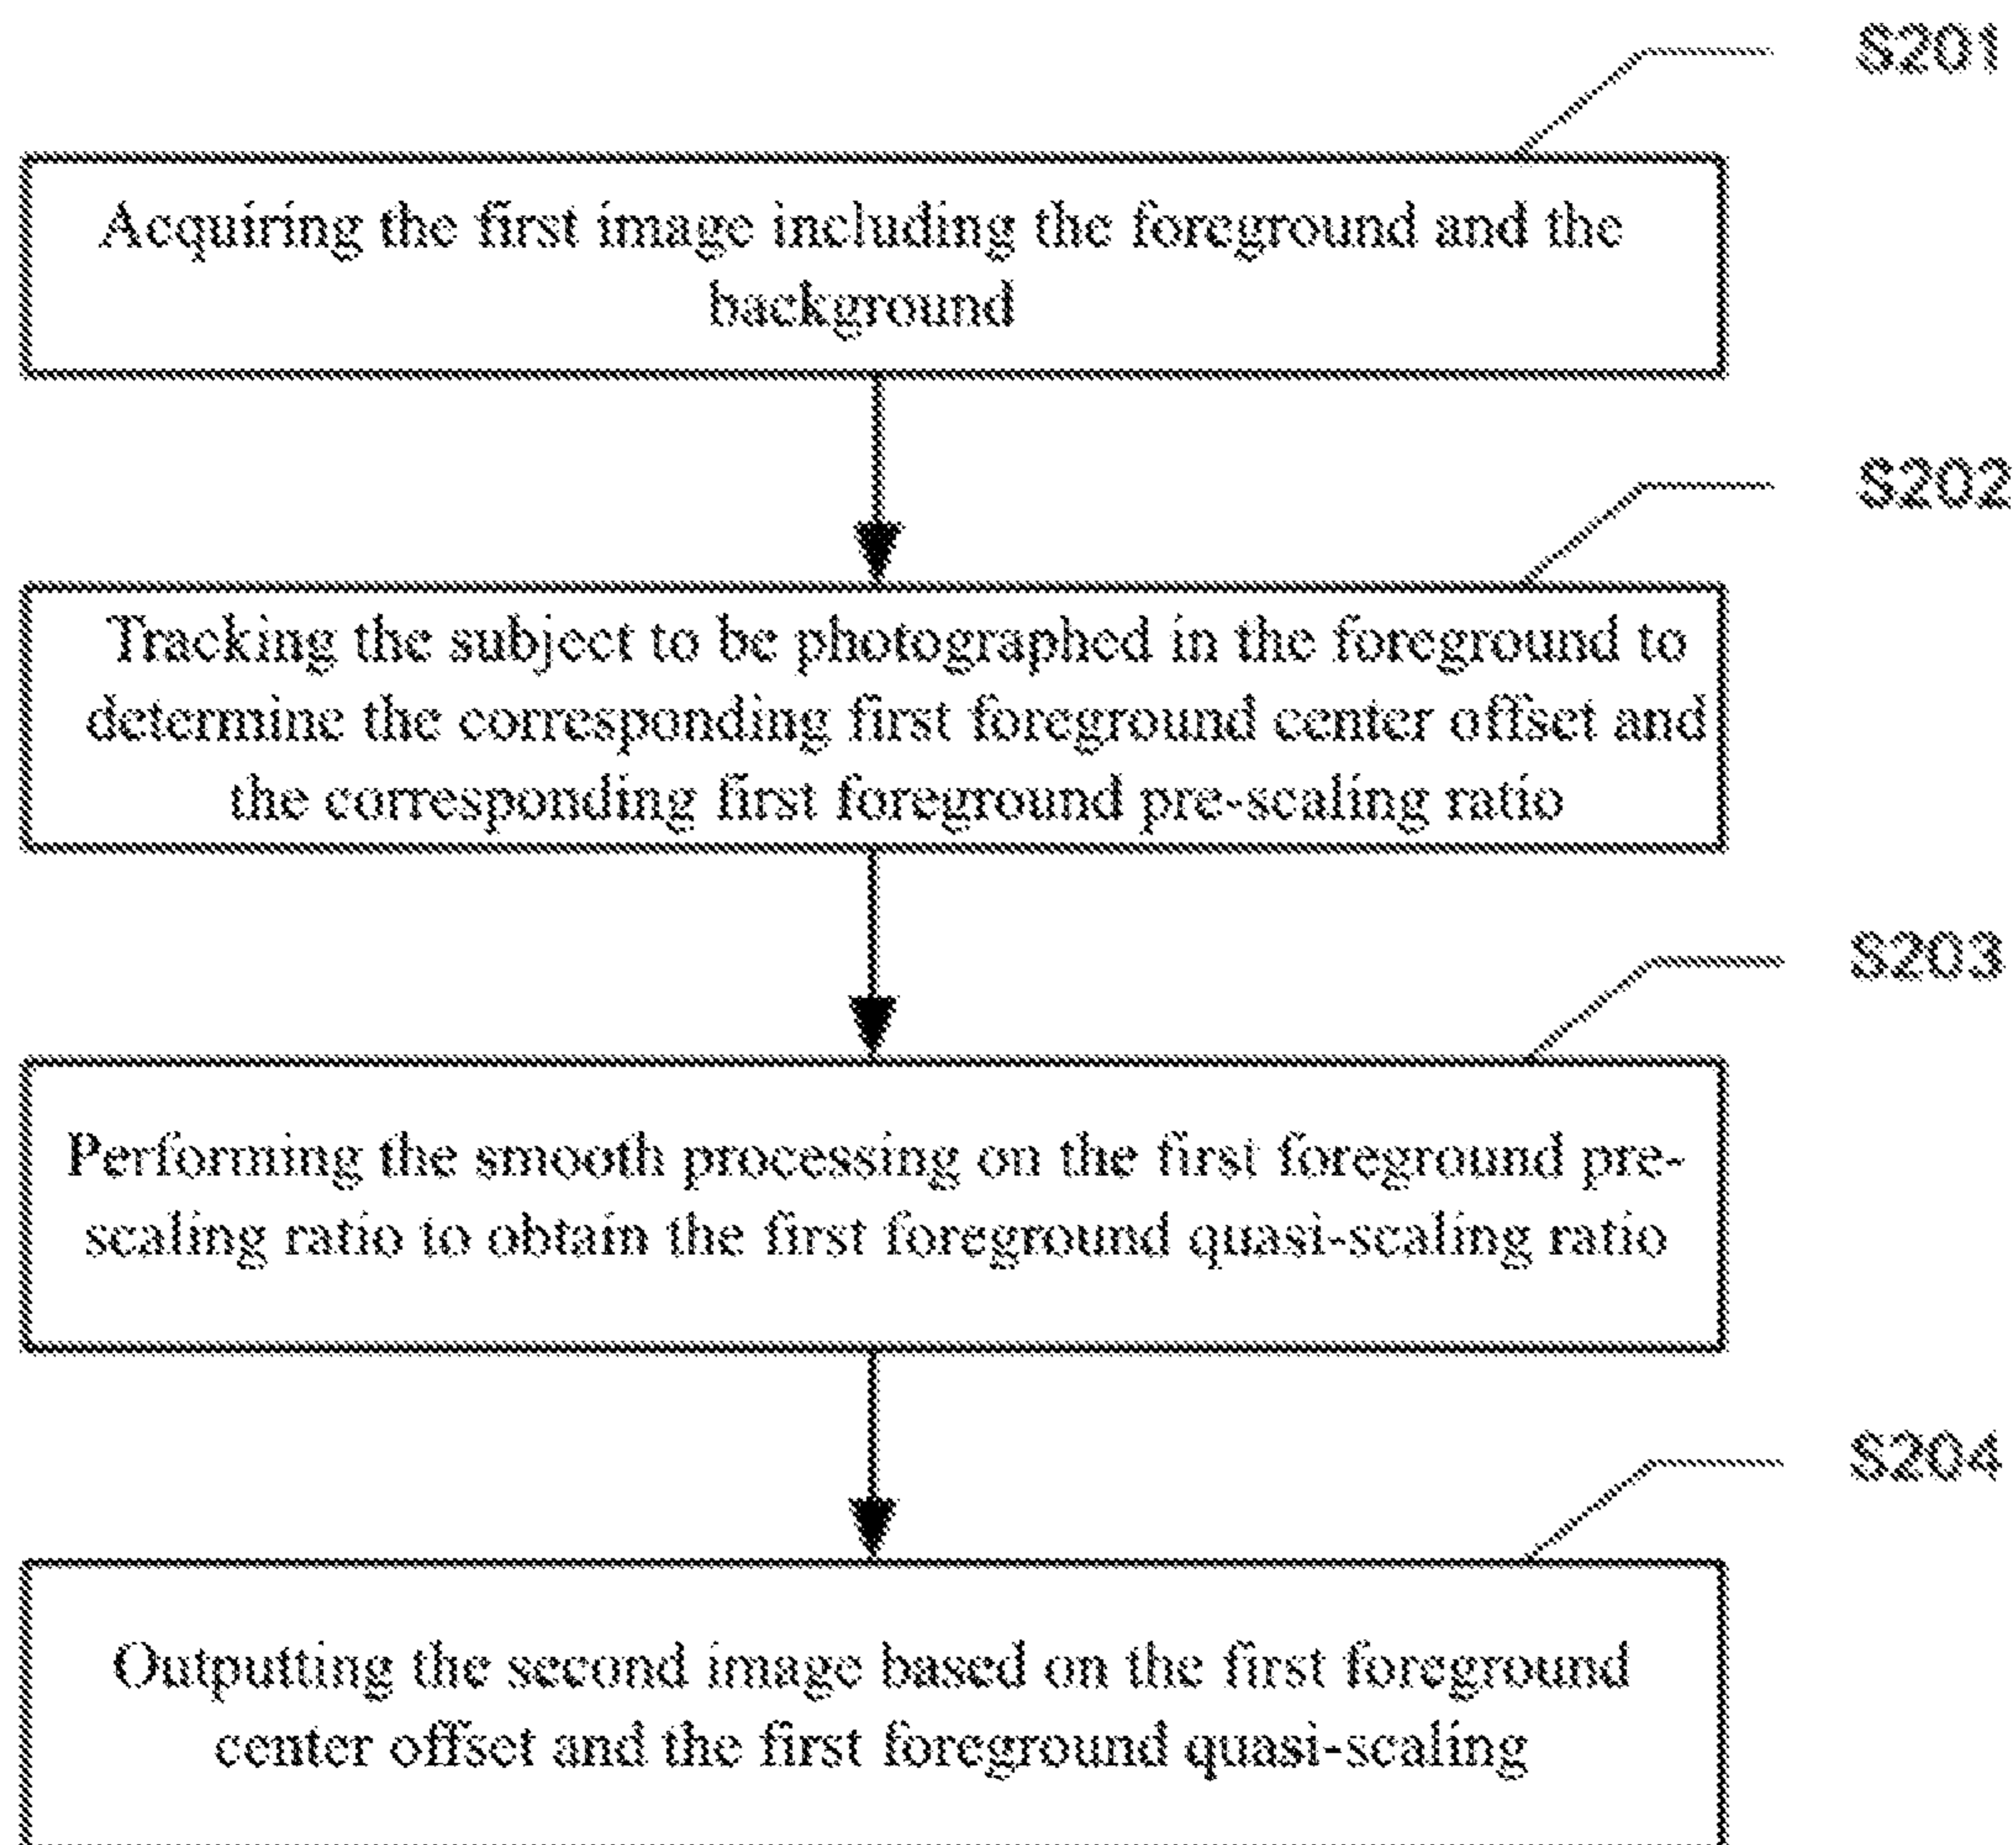 S201
Acquiring the first image including the foreground and the
background
S202
Tracking the subject to be photographed in the foreground to
determine the corresponding first foreground center offset and
the corresponding first foreground pre-scaling ratio
S203
Performing the smooth processing on the first foreground pre-
scaling ratio to obtain the first foreground quasi-scaling ratio
S204
Outputting the second image based on the first foreground
center offset and the first foreground quasi-scaling